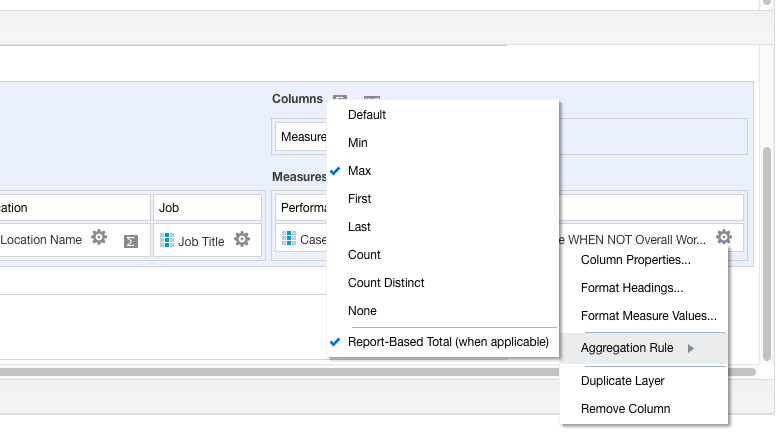 Columns
Measure
Measures
ation
Job
Performa
Location Name
Job Title
Case
e WHEN NOT Overall Wor...
Default
Min
Max
First
Last
Count
Count Distinct
None
Report-Based Total (when applicable)
Column Properties...
Format Headings...
Format Measure Values...
Aggregation Rule
Duplicate Layer
Remove Column